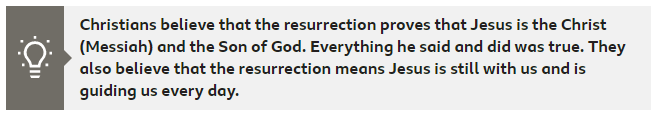 Christians believe that the resurrection proves that Jesus is the Christ
(Messiah) and the Son of God. Everything he said and did was true. They
also believe that the resurrection means Jesus is still with us and is
guiding us every day.